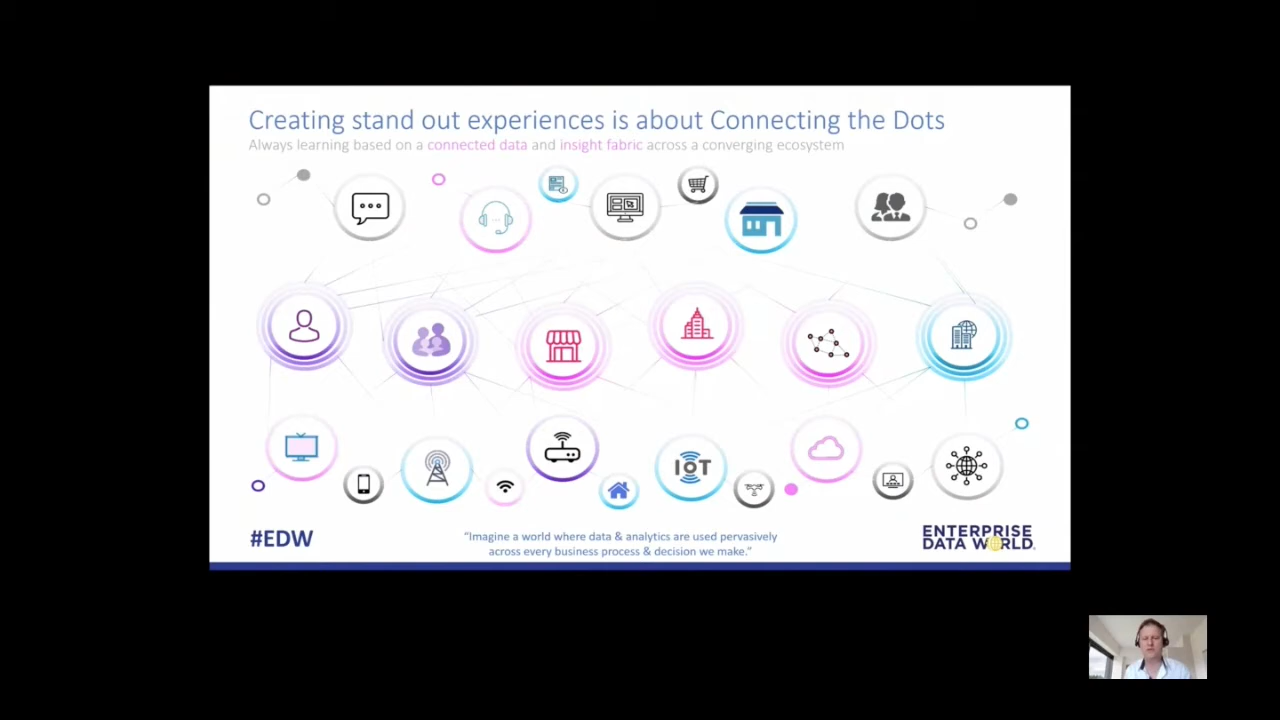 Creating stand out experiences is about Connecting the Dots
Always learning based on a connected data and insight fabric across a converging ecosystem
IOT
#EDW
“Imagine a world where data & analytics are used pervasively
across every business process & decision we make.”
ENTERPRISE
DATA WORLD.